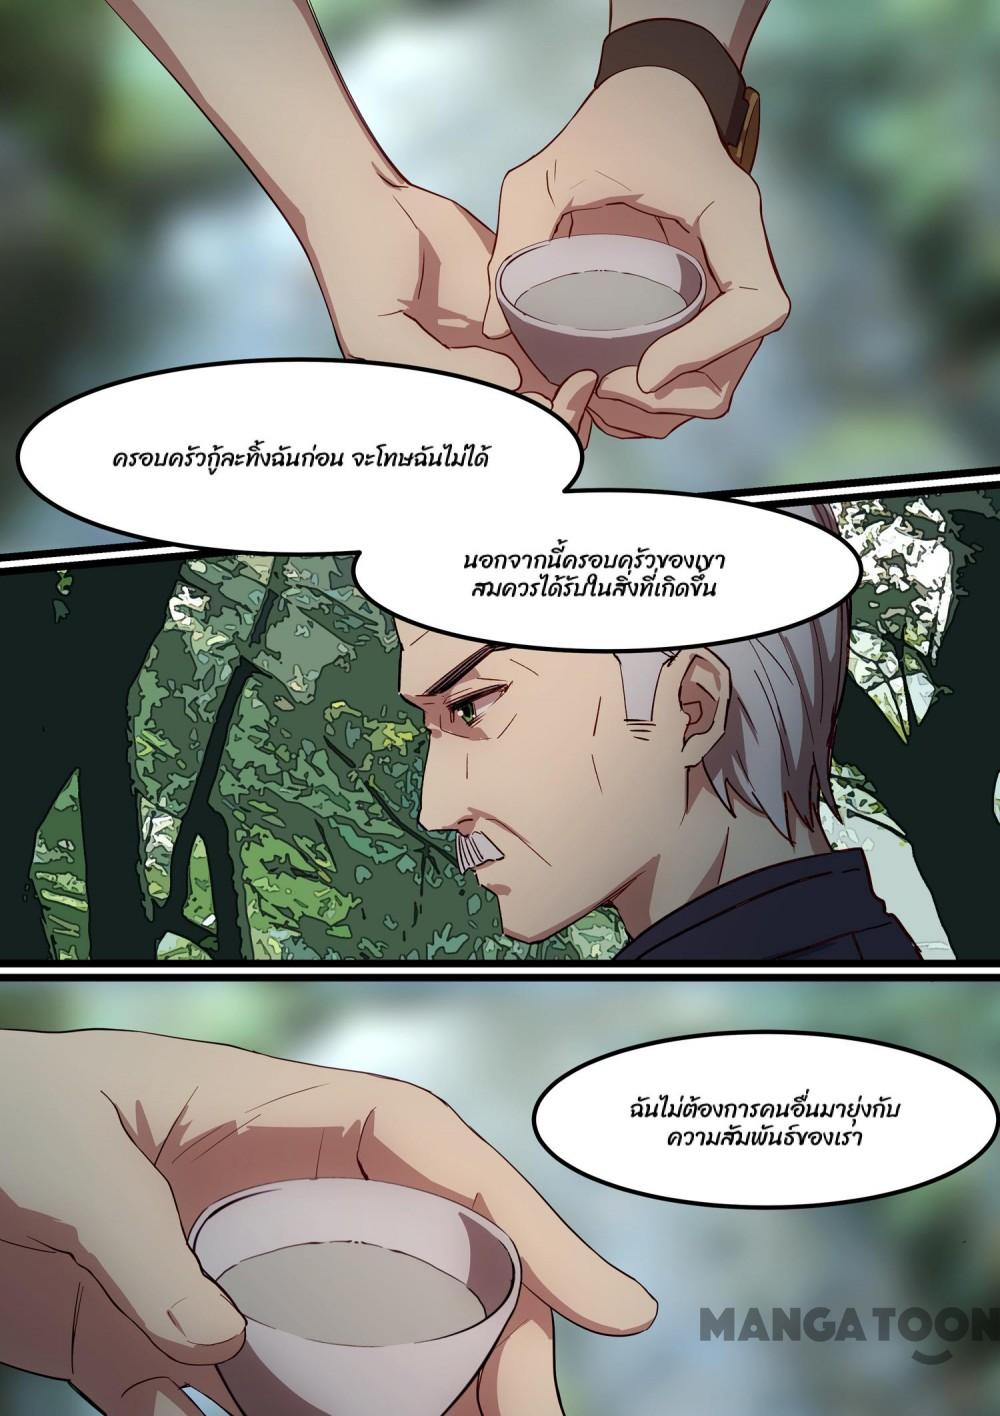 ครอบครัวกู้ละทิ้งฉันก่อน จะโทษฉันไม่ได้
นอกจากนี้ครอบครัวของเขา
สมควรได้รับในสิ่งที่เกิดขึ้น
ฉันไม่ต้องการคนอื่นมายุ่งกับ
ความสัมพันธ์ของเรา
MANGATOON